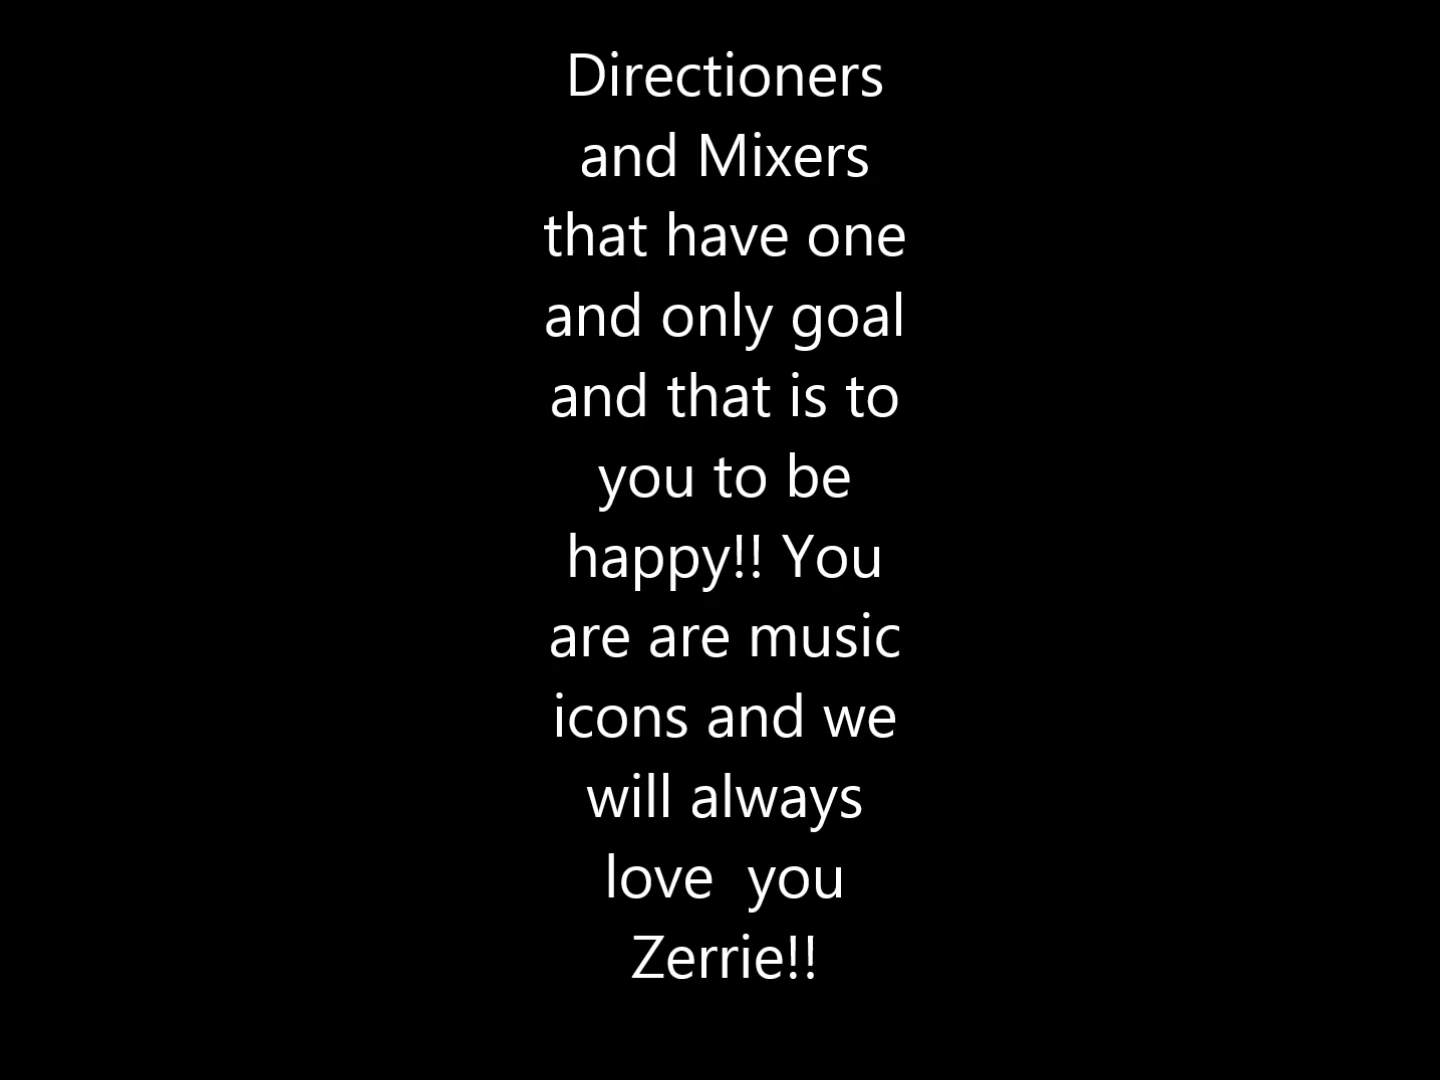 Directioners
and Mixers
that have one
and only goal
and that is to
you to be
happy!! You
are are music
icons and we
will always
love  you
Zerrie!!